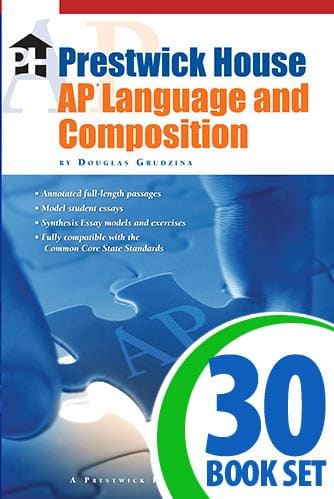 PH
Prestwick House
AP* Language and
Composition
BY DOUGLAS GRUDZINA
• Annotated full-length passages
• Model student essays
• Synthesis Essay models and exercises
• Fully compatible with the
Common Core State Standards
AP
A PRESTWICK
30
BOOK SET